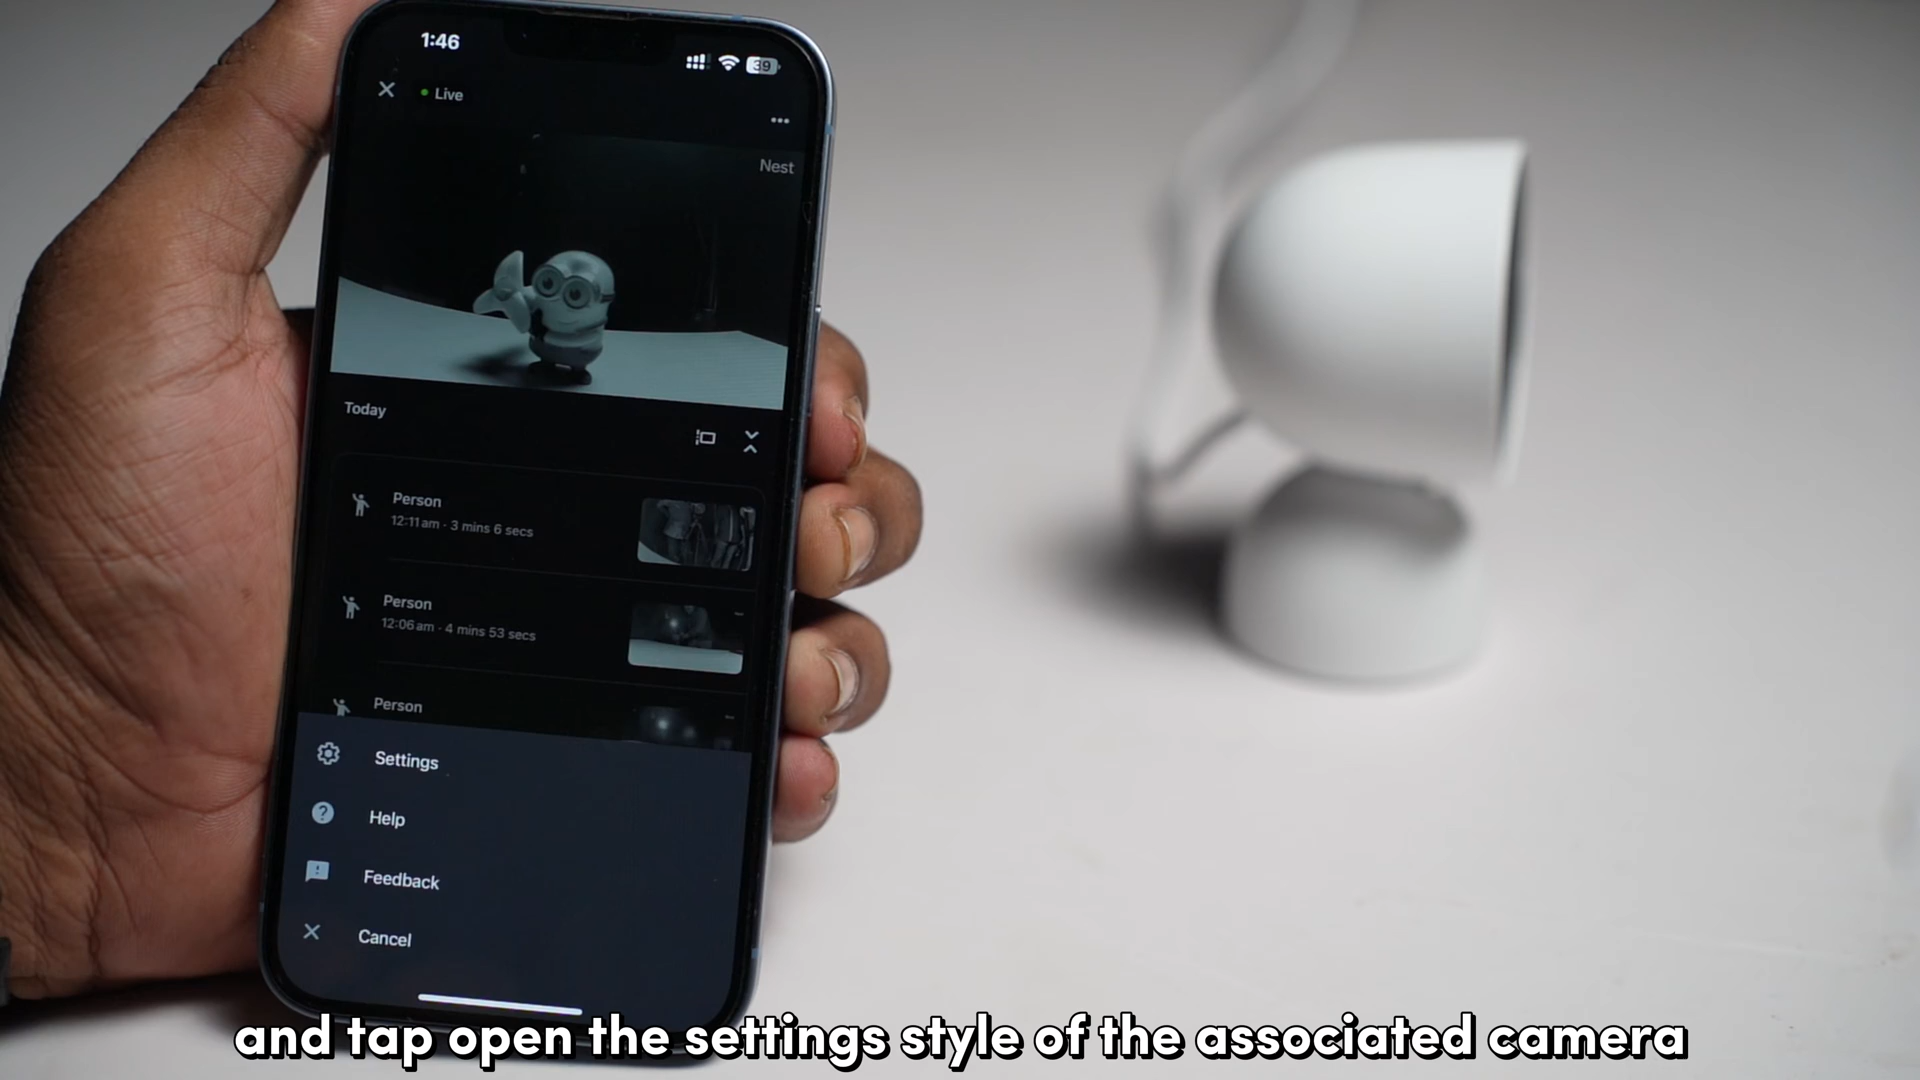 1:46
39
Live
Nest
Today
Person
12:11 am - 3 mins 6 secs
Person
12:06 am - 4 mins 53 secs
Person
Settings
Help
Feedback
Cancel
and tap open the settings style of the associated camera